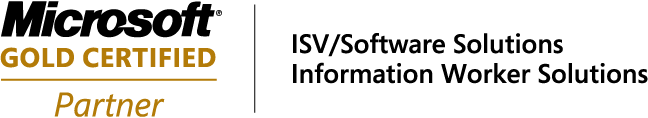 Microsoft®
GOLD CERTIFIED
Partner
ISV/Software Solutions
Information Worker Solutions